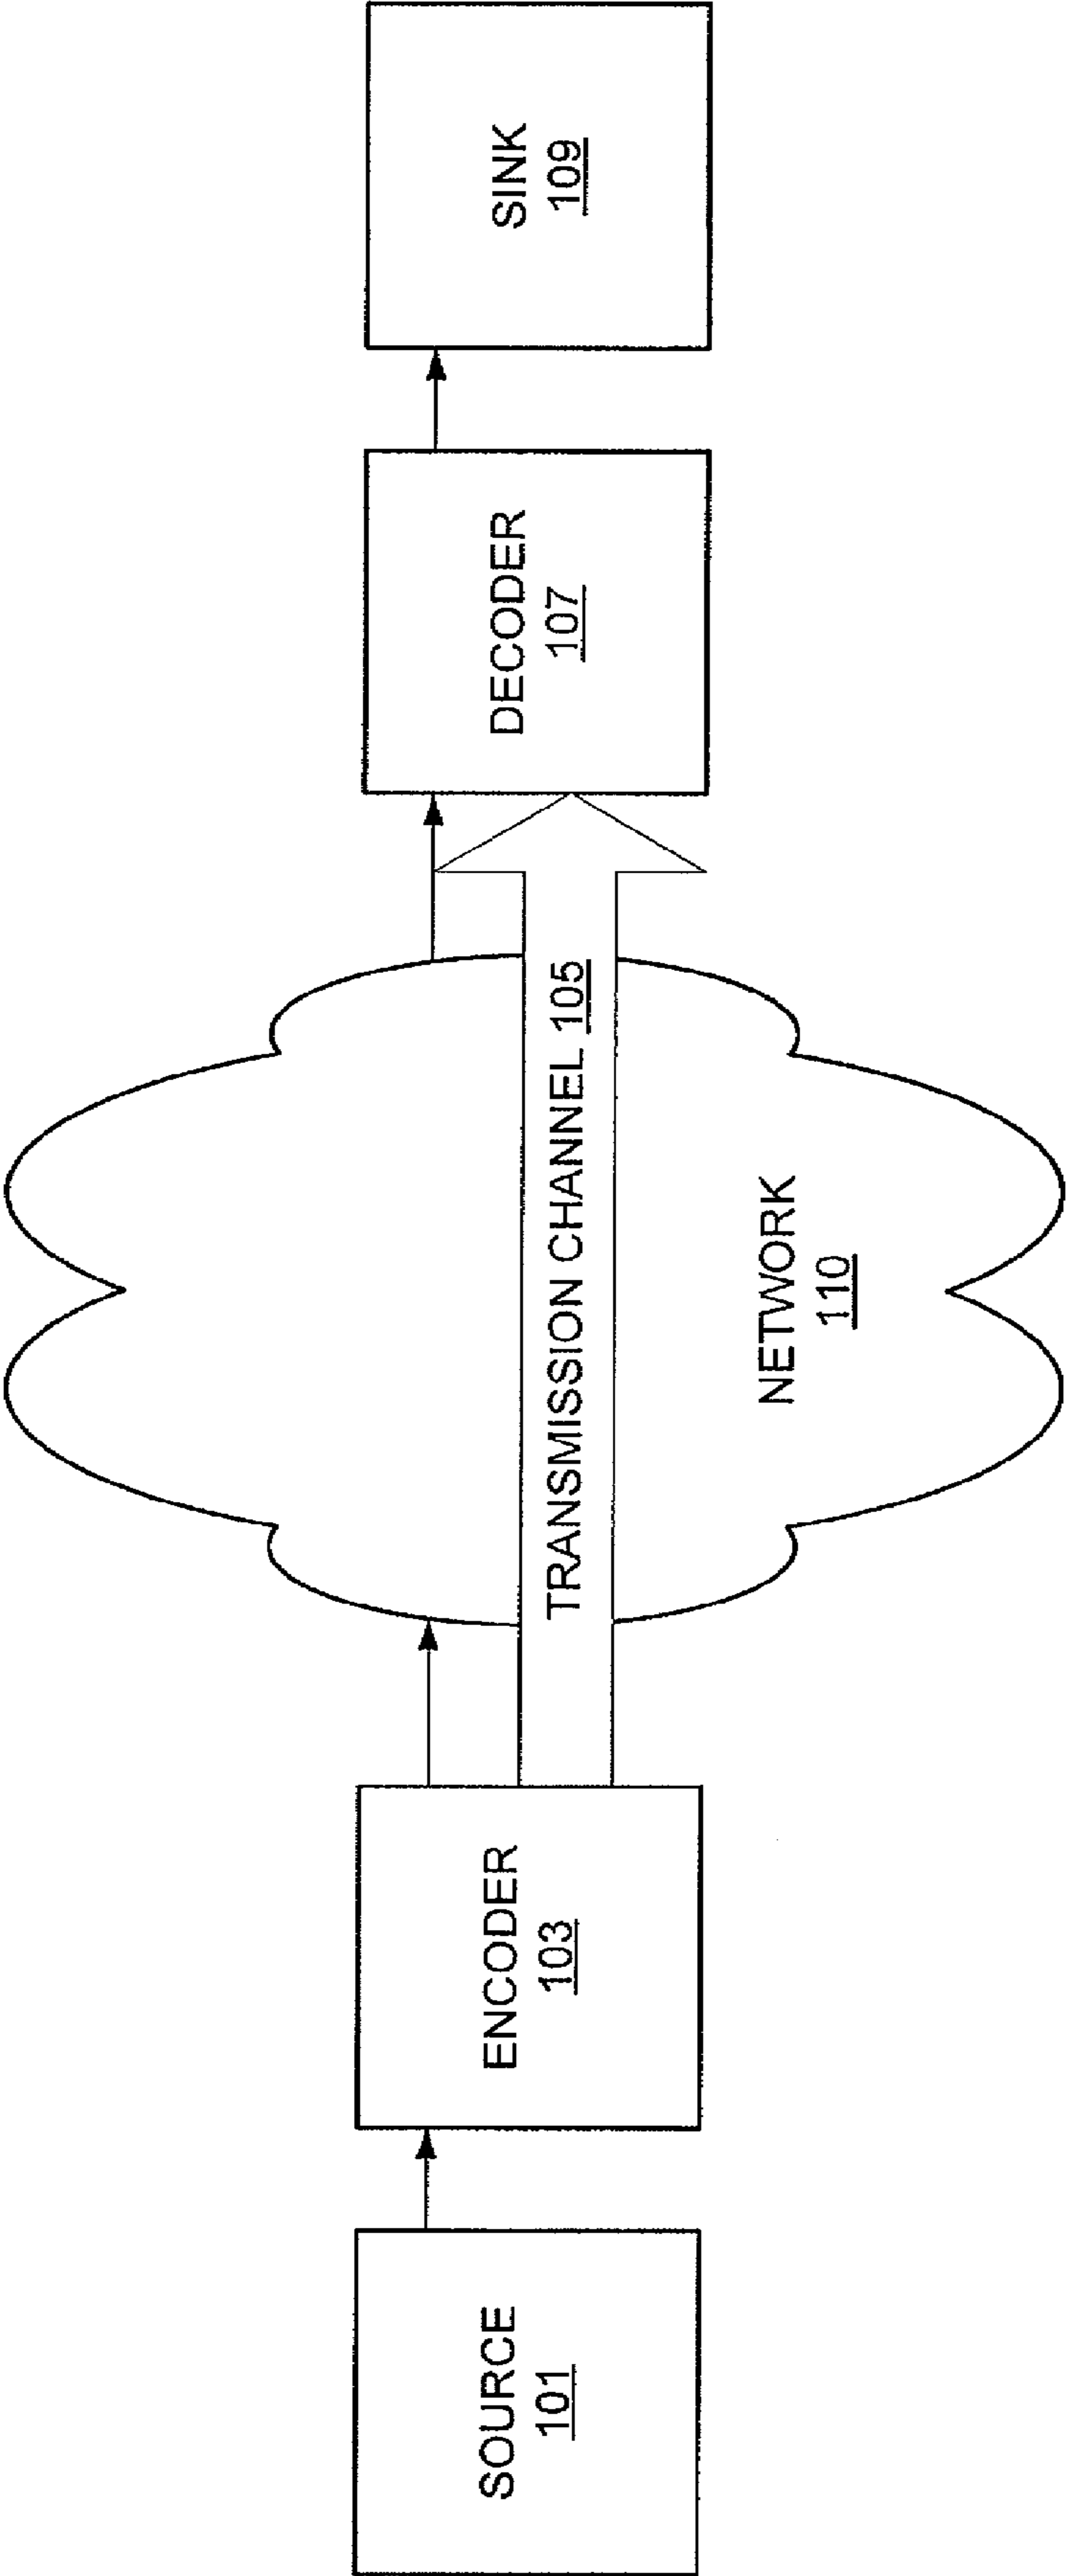 SOURCE
101
ENCODER
103
TRANSMISSION CHANNEL 105
NETWORK
110
DECODER
107
SINK
109